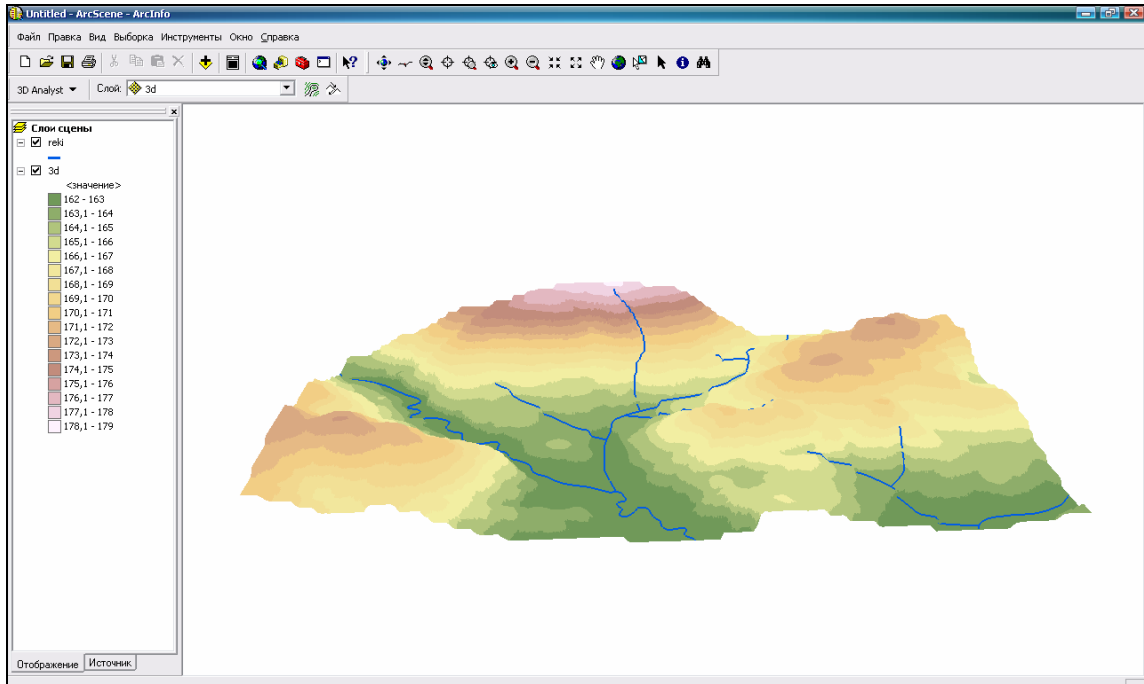 Untitled - ArcScene - ArcInfo
Файл Правка Вид Выборка Инструменты Окно Справка
3D Analyst Слой: 3d
Слои сцены
reki
3d
<значение>
162 - 163
163,1 - 164
164,1 - 165
165,1 - 166
166,1 - 167
167,1 - 168
168,1 - 169
169,1 - 170
170,1 - 171
171,1 - 172
172,1 - 173
173,1 - 174
174,1 - 175
175,1 - 176
176,1 - 177
177,1 - 178
178,1 - 179
Отображение Источник